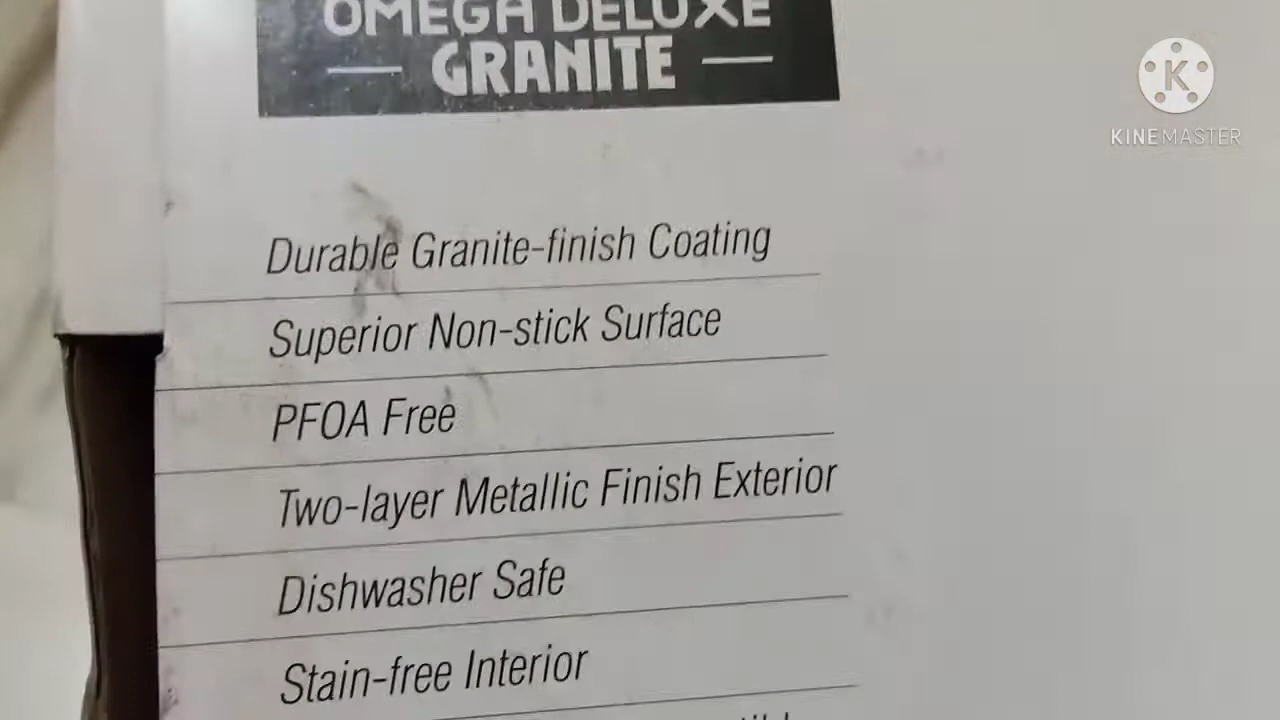 OMEGA DELUXE
GRANITE
KINEMASTER
Durable Granite-finish Coating
Superior Non-stick Surface
PFOA Free
Two-layer Metallic Finish Exterior
Dishwasher Safe
Stain-free Interior